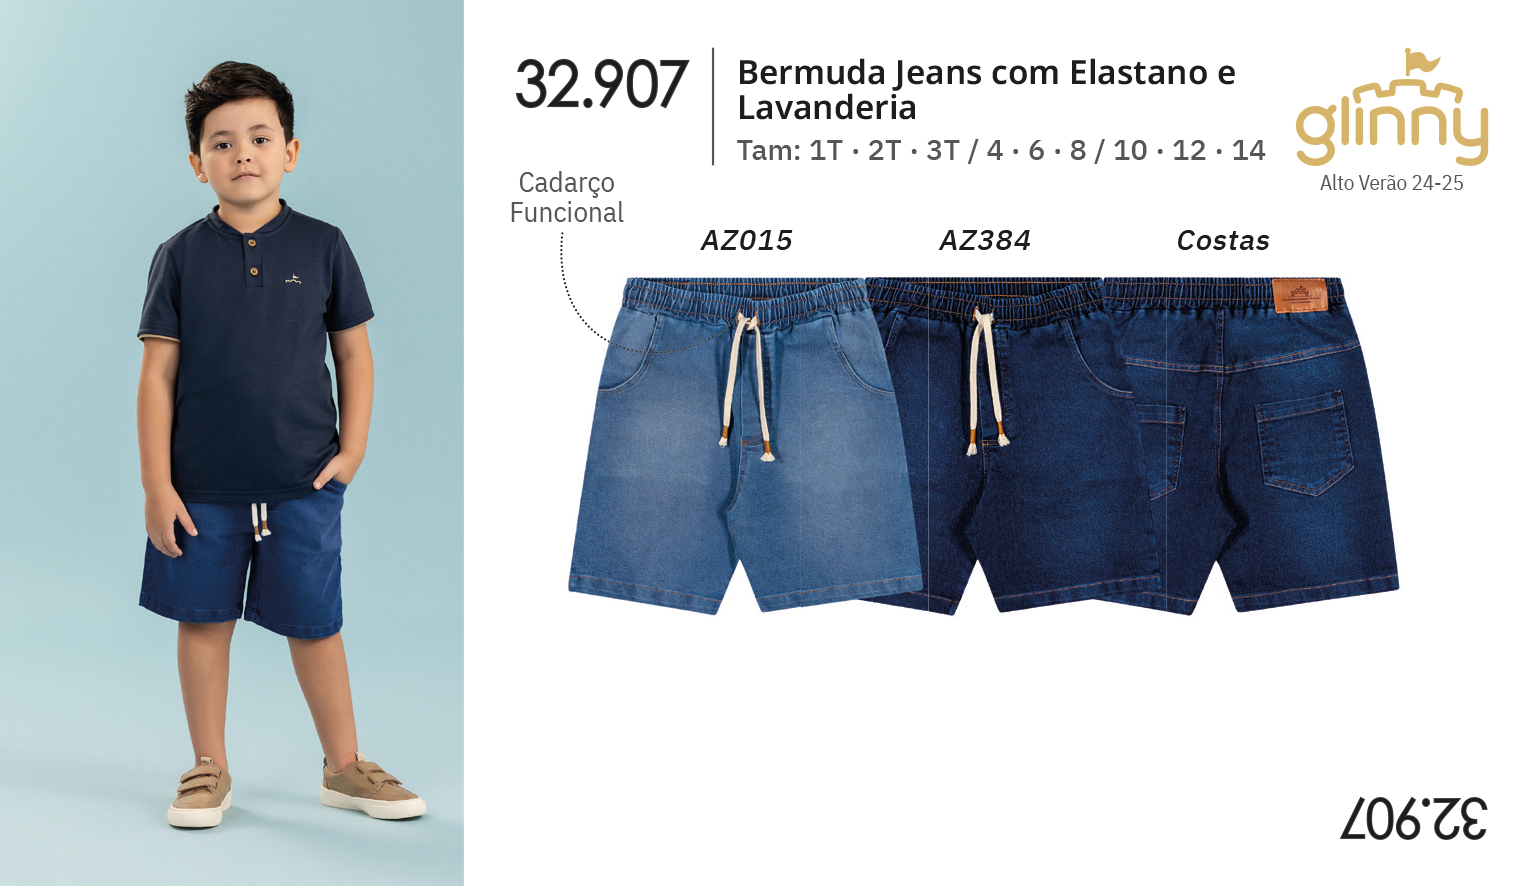 32.907
Bermuda Jeans com Elastano e
Lavanderia
Tam: 1T · 2T · 3T / 4 · 6 · 8 / 10 · 12 · 14
glinny
Alto Verão 24-25
Cadarço
Funcional
AZ015
AZ384
Costas
glinny
32.907